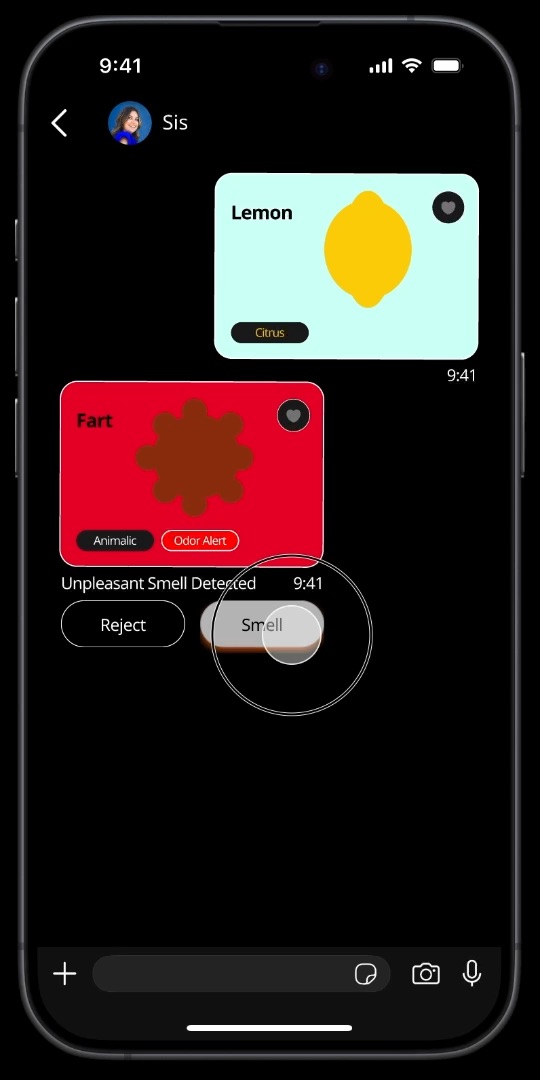 9:41
Sis
Lemon
Citrus
9:41
Fart
Animalic
Odor Alert
Unpleasant Smell Detected
9:41
Reject
Smell